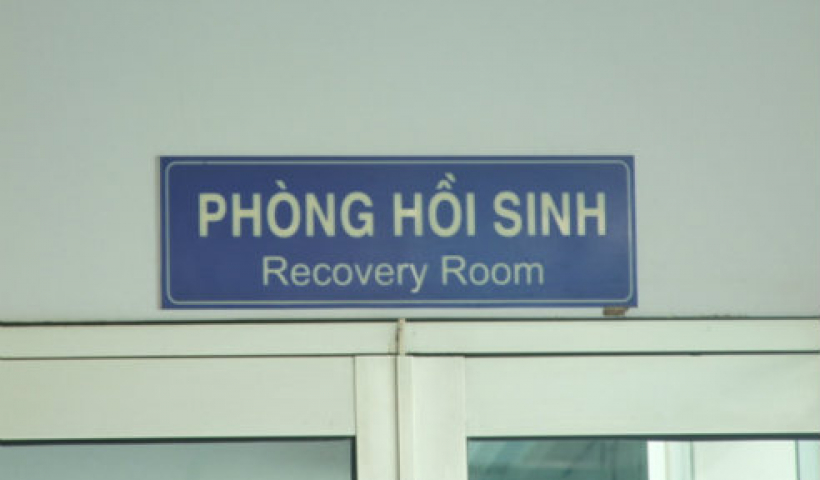 PHÒNG HỒI SINH
Recovery Room